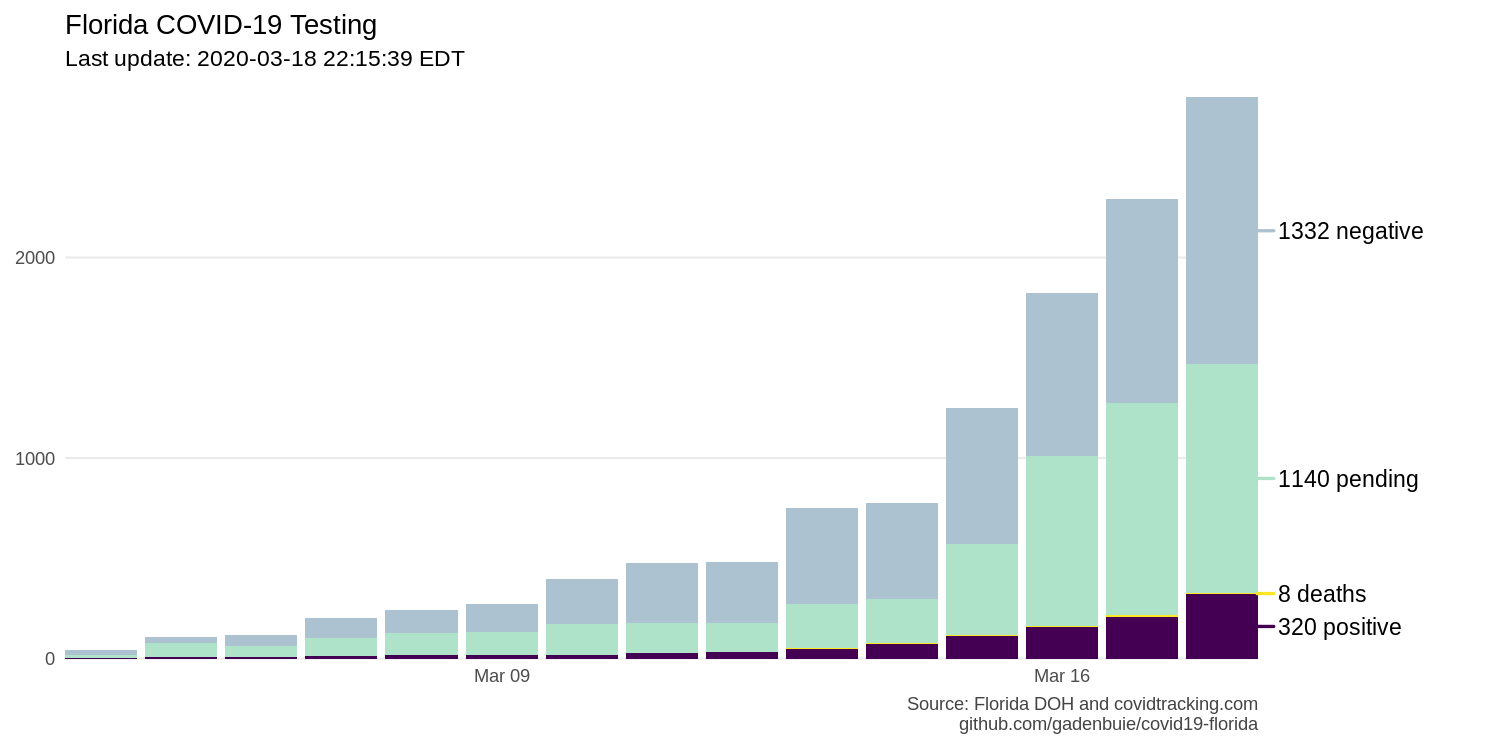 Florida COVID-19 Testing
Last update: 2020-03-18 22:15:39 EDT
2000
1000
0
1332 negative
1140 pending
8 deaths
320 positive
Mar 09
Mar 16
Source: Florida DOH and covidtracking.com
github.com/gadenbuie/covid19-florida